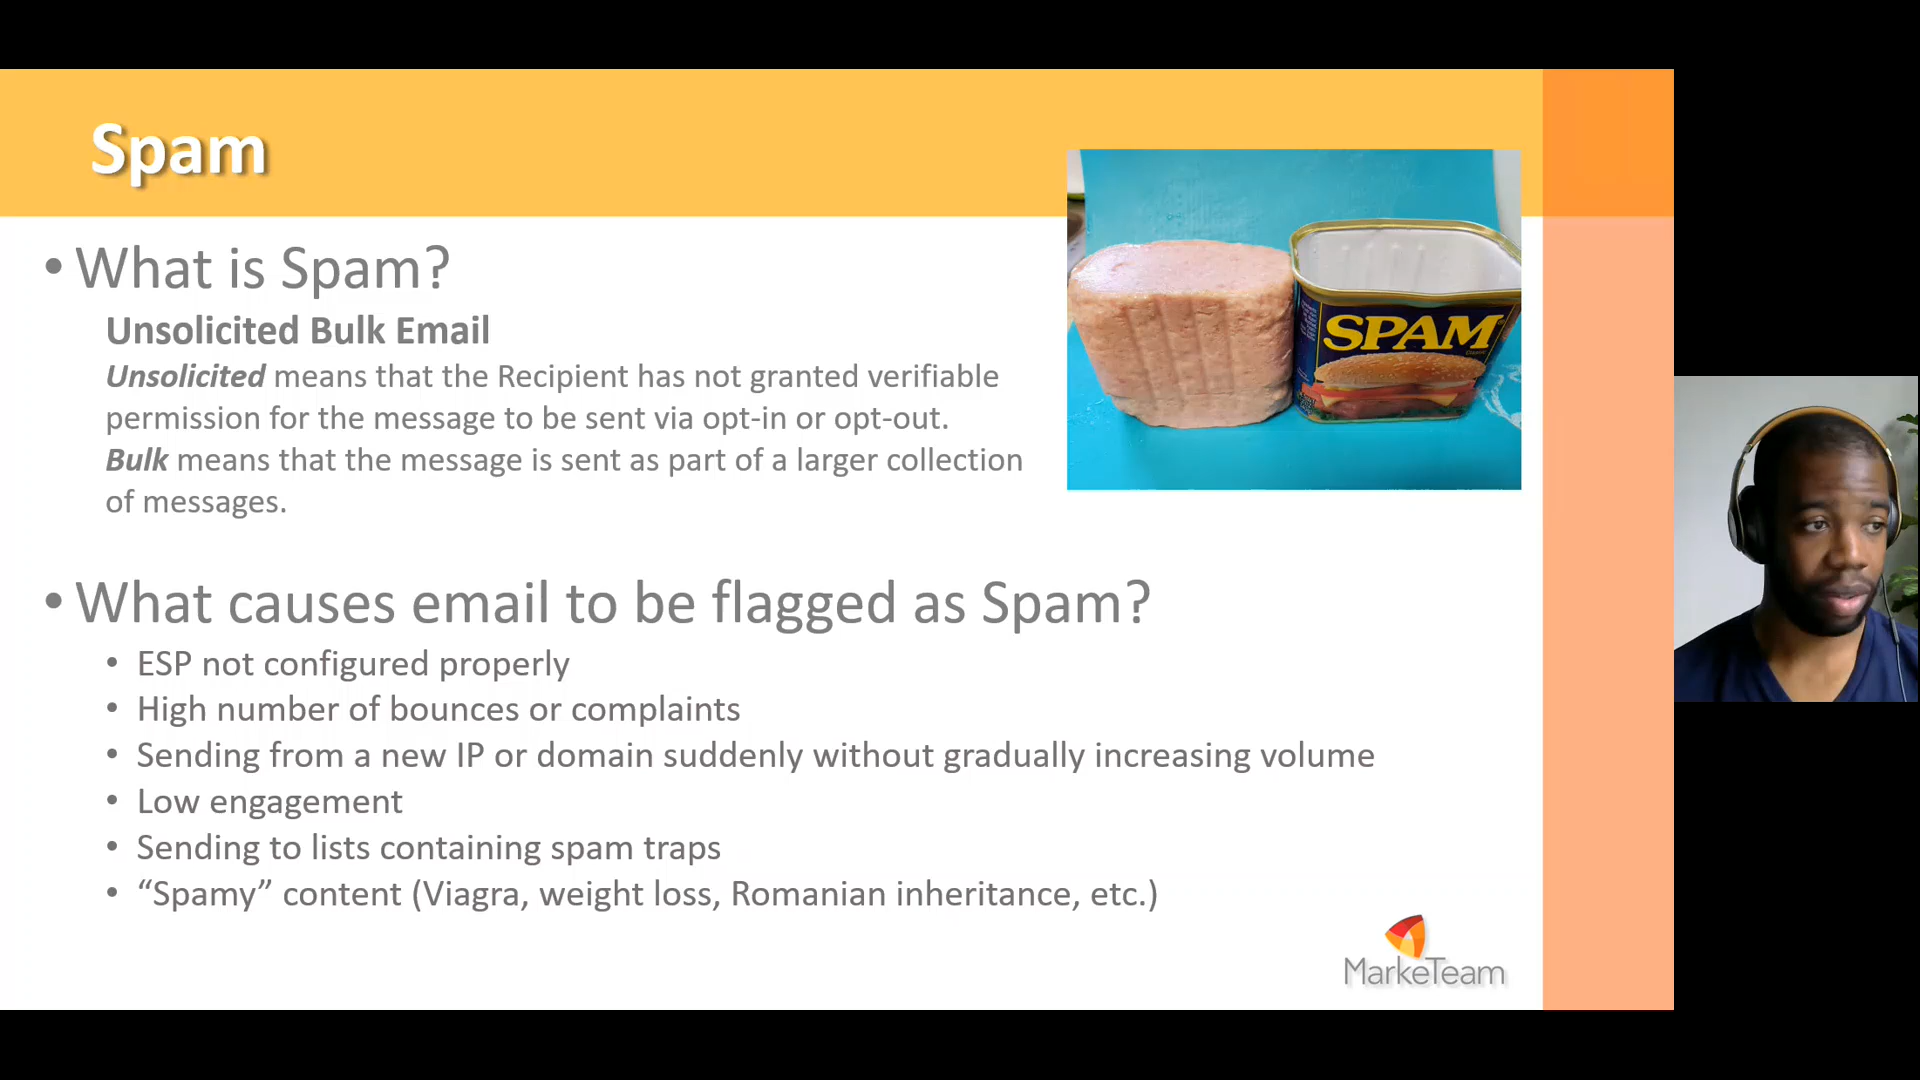 Spam
• What is Spam?
Unsolicited Bulk Email
Unsolicited means that the Recipient has not granted verifiable
permission for the message to be sent via opt-in or opt-out.
Bulk means that the message is sent as part of a larger collection
of messages.
SPAM
Classic
• What causes email to be flagged as Spam?
• ESP not configured properly
• High number of bounces or complaints
• Sending from a new IP or domain suddenly without gradually increasing volume
• Low engagement
• Sending to lists containing spam traps
• “Spamy” content (Viagra, weight loss, Romanian inheritance, etc.)
MarkeTeam